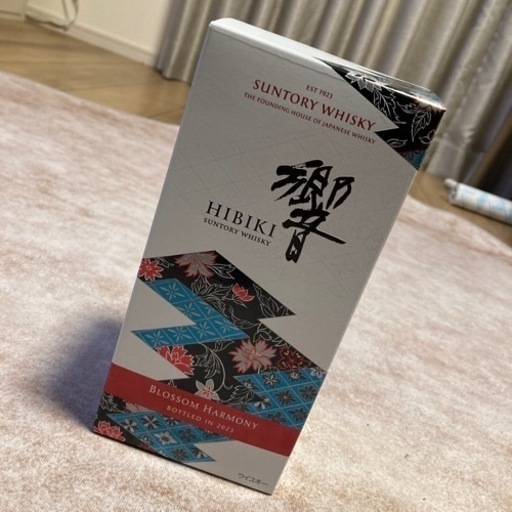 EST 1923
SUNTORY WHISKY
THE FOUNDING HOUSE OF JAPANESE WHISKY
響
HIBIKI
SUNTORY WHISKY
BLOSSOM HARMONY
BOTTLED IN 2022
ウイスキー